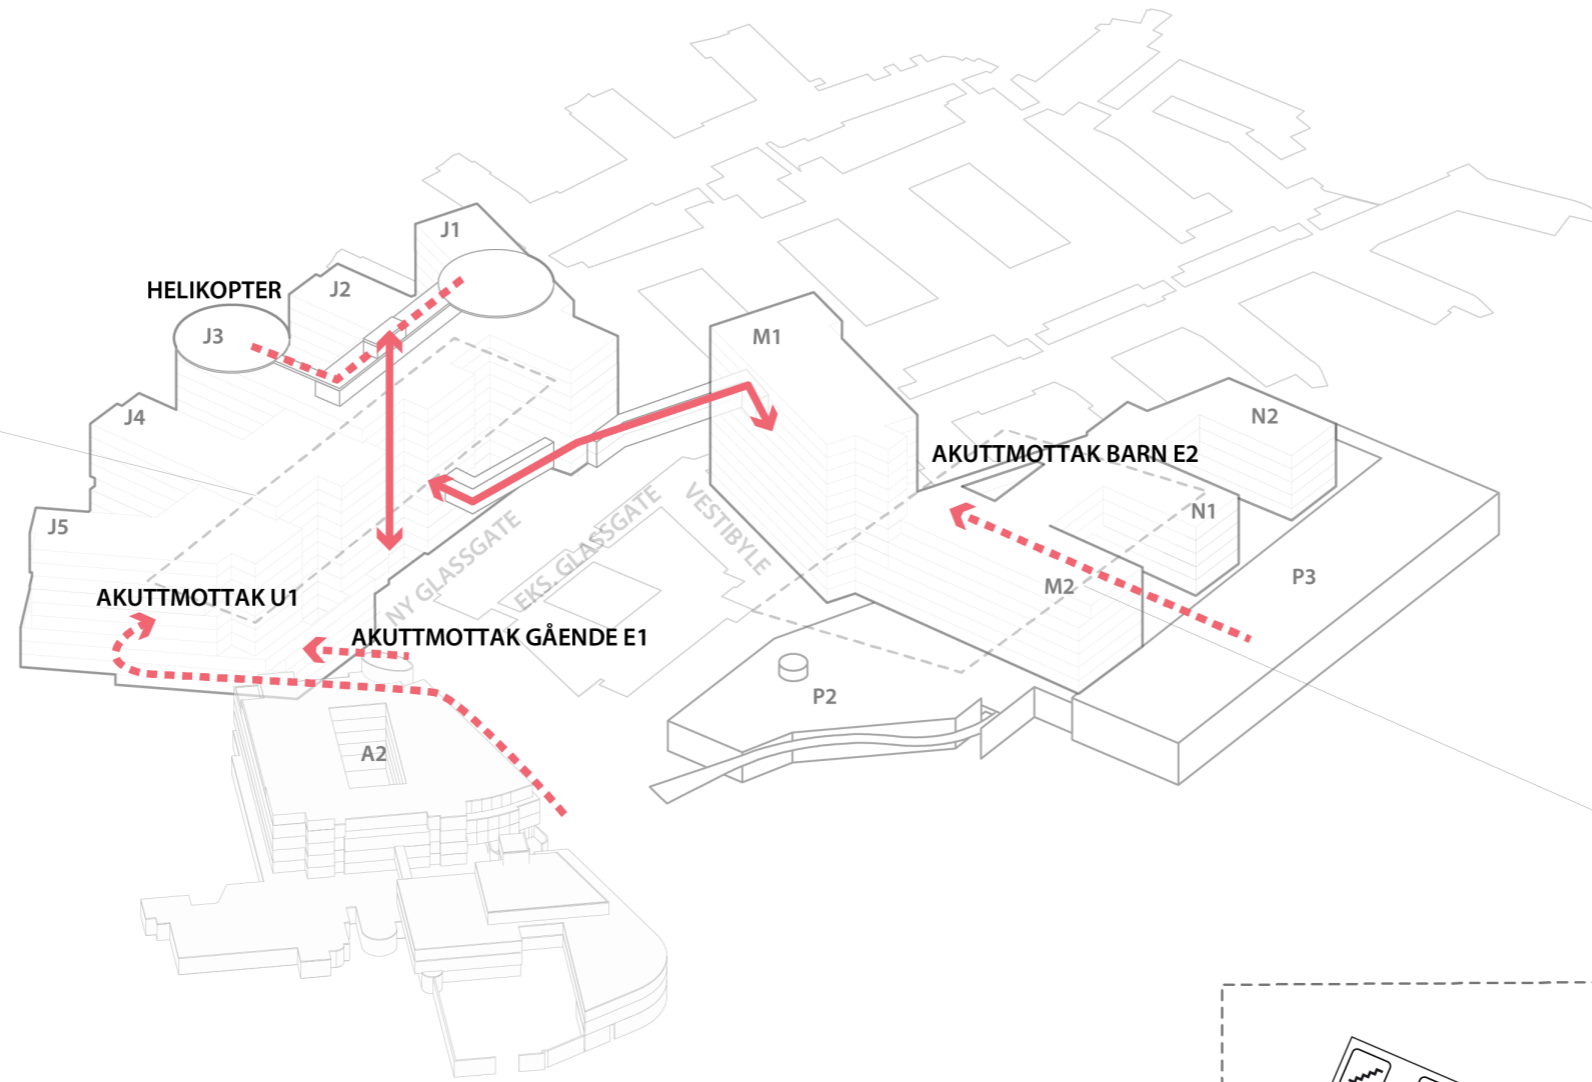 J1
HELIKOPTER
J2
J3
M1
J4
N2
AKUTTMOTTAK BARN E2
N1
J5
NY GLASSGATE
EKS. GLASSGATE
VESTIBYLE
P3
M2
AKUTTMOTTAK U1
AKUTTMOTTAK GÅENDE E1
P2
A2